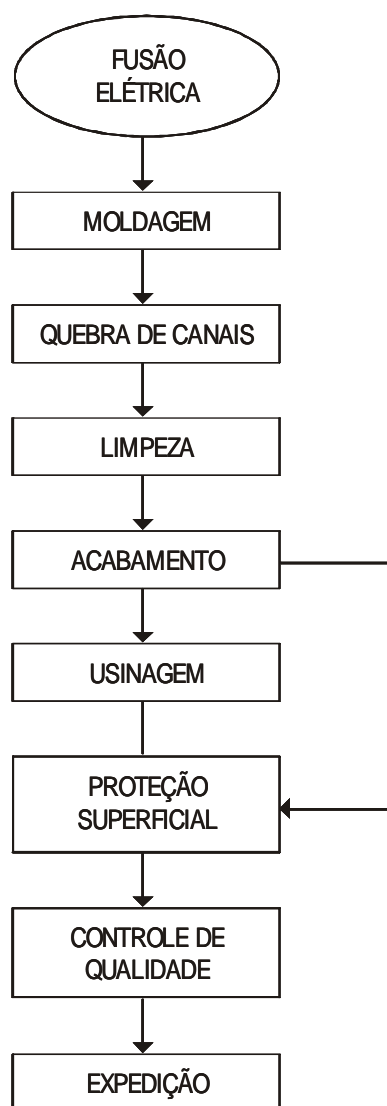 FUSÃO
ELÉTRICA
MOLDAGEM
QUEBRA DE CANAIS
LIMPEZA
ACABAMENTO
USINAGEM
PROTEÇÃO
SUPERFICIAL
CONTROLE DE
QUALIDADE
EXPEDIÇÃO